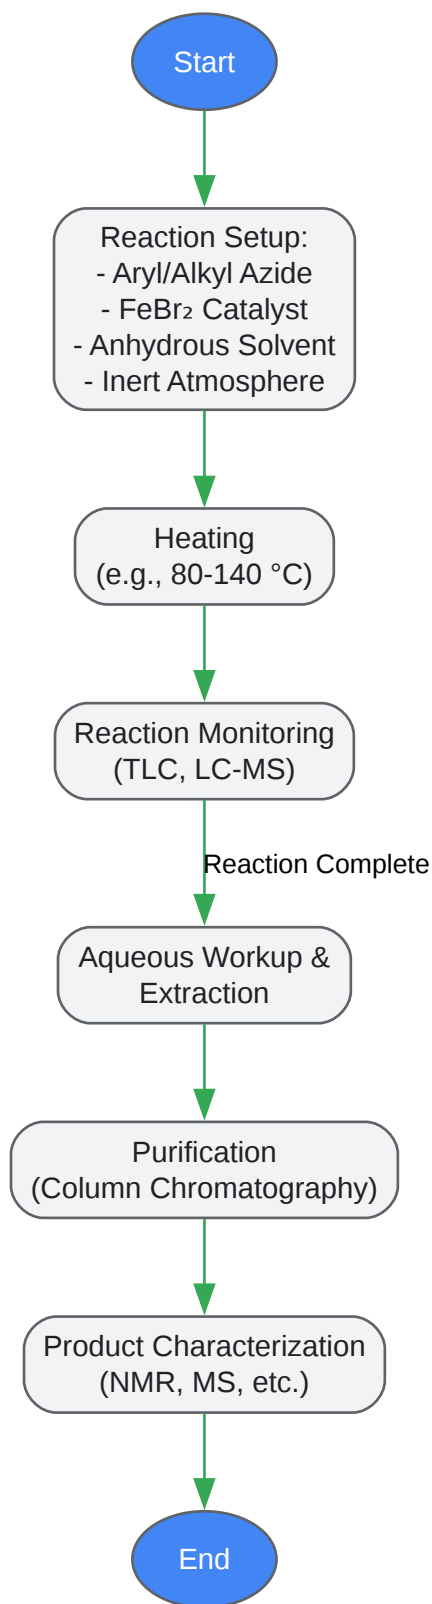 Start
Reaction Setup:
- Aryl/Alkyl Azide
- FeBr₂ Catalyst
- Anhydrous Solvent
- Inert Atmosphere
Heating
(e.g., 80-140 °C)
Reaction Monitoring
(TLC, LC-MS)
Reaction Complete
Aqueous Workup &
Extraction
Purification
(Column Chromatography)
Product Characterization
(NMR, MS, etc.)
End